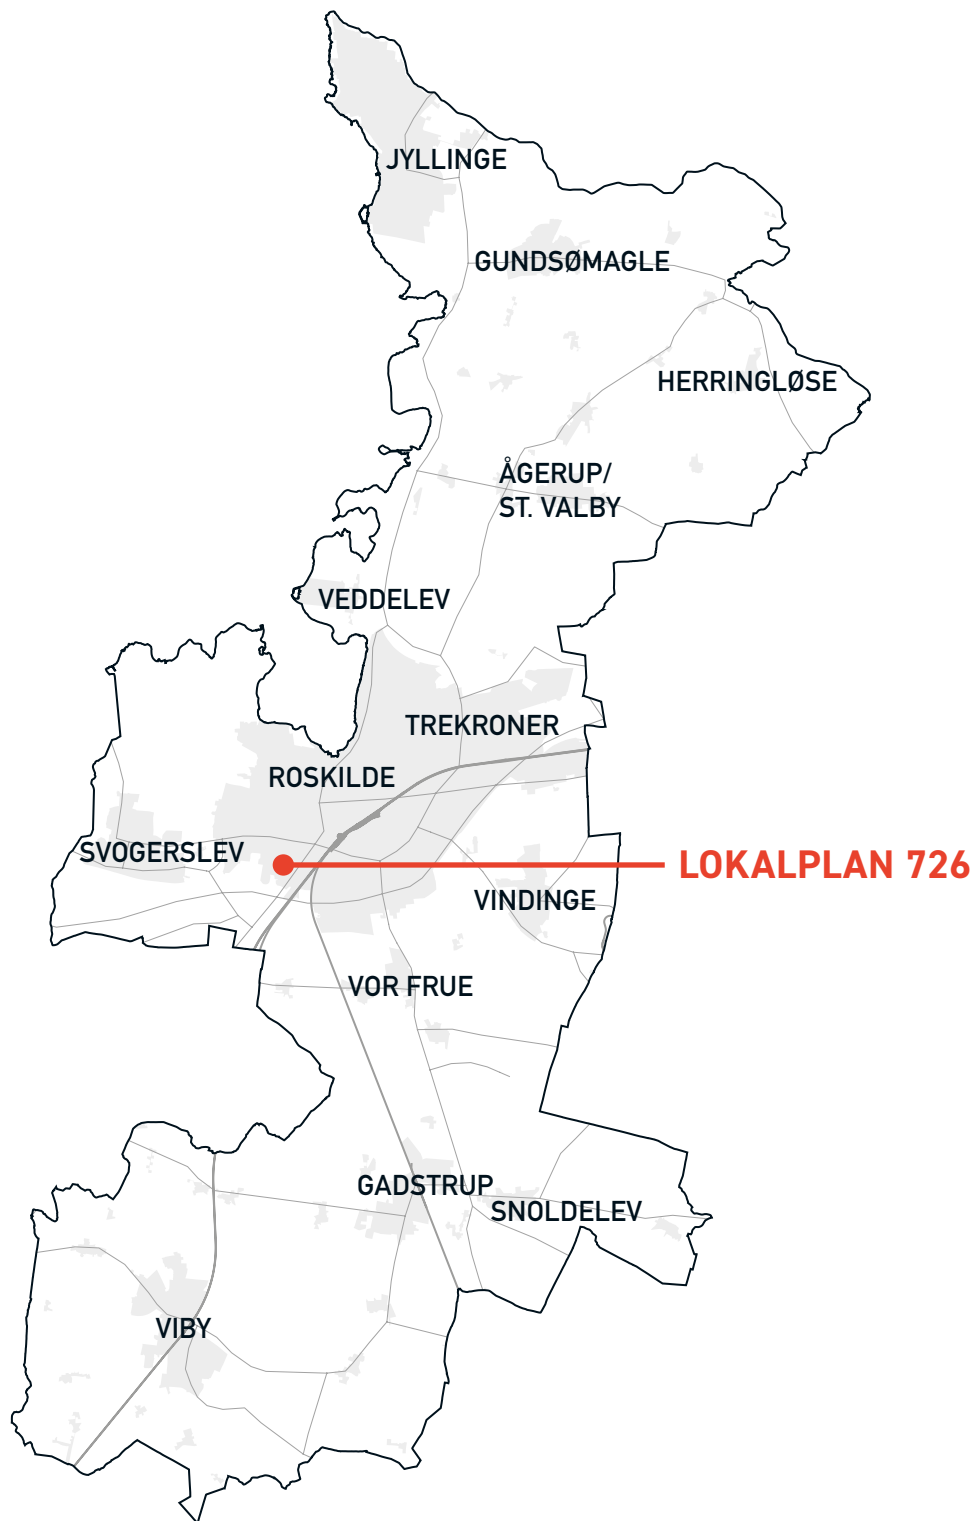 JYLLINGE
GUNDSØMAGLE
HERRINGLØSE
ÅGERUP/
ST. VALBY
VEDDELEV
TREKRONER
ROSKILDE
SVOGERSLEV
LOKALPLAN 726
VINDINGE
VOR FRUE
GADSTRUP
SNOLDELEV
VIBY